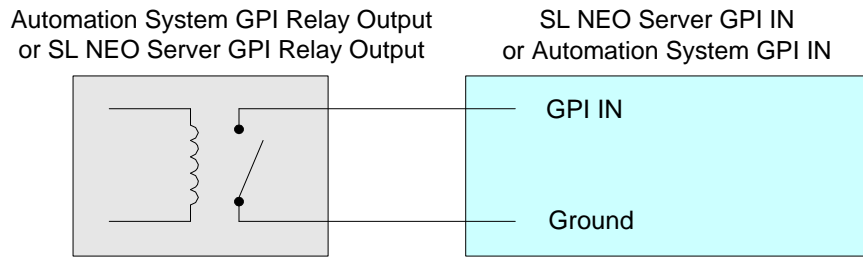 Automation System GPI Relay Output
or SL NEO Server GPI Relay Output
SL NEO Server GPI IN
or Automation System GPI IN
GPI IN
Ground